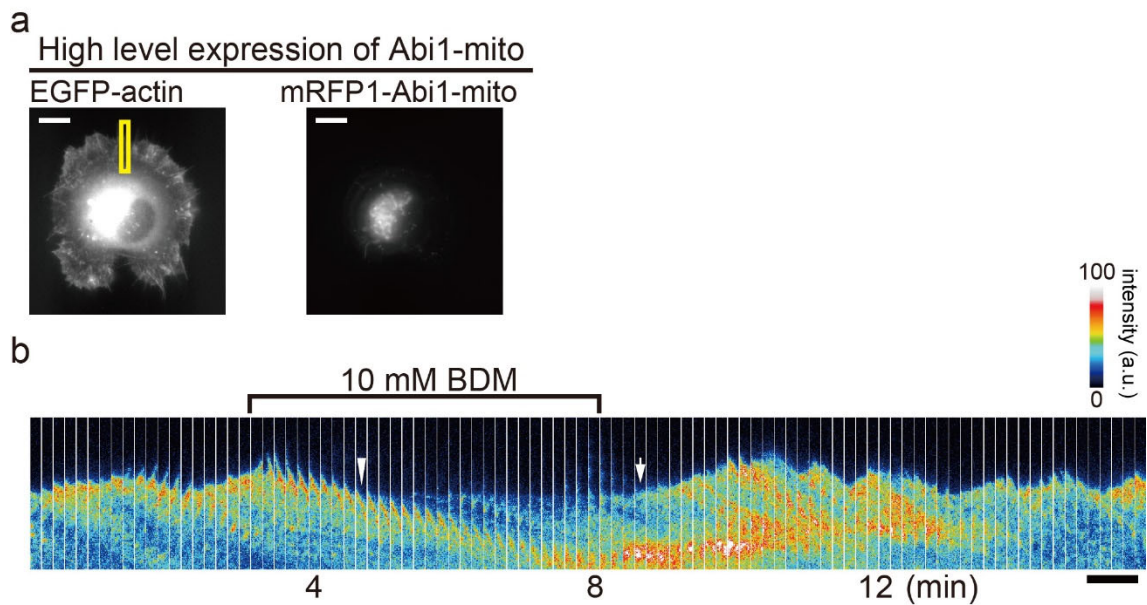 a
High level expression of Abi1-mito
EGFP-actin mRFP1-Abi1-mito
100
intensity (a.u.)
0
b
10 mM BDM
4 8 12 (min)